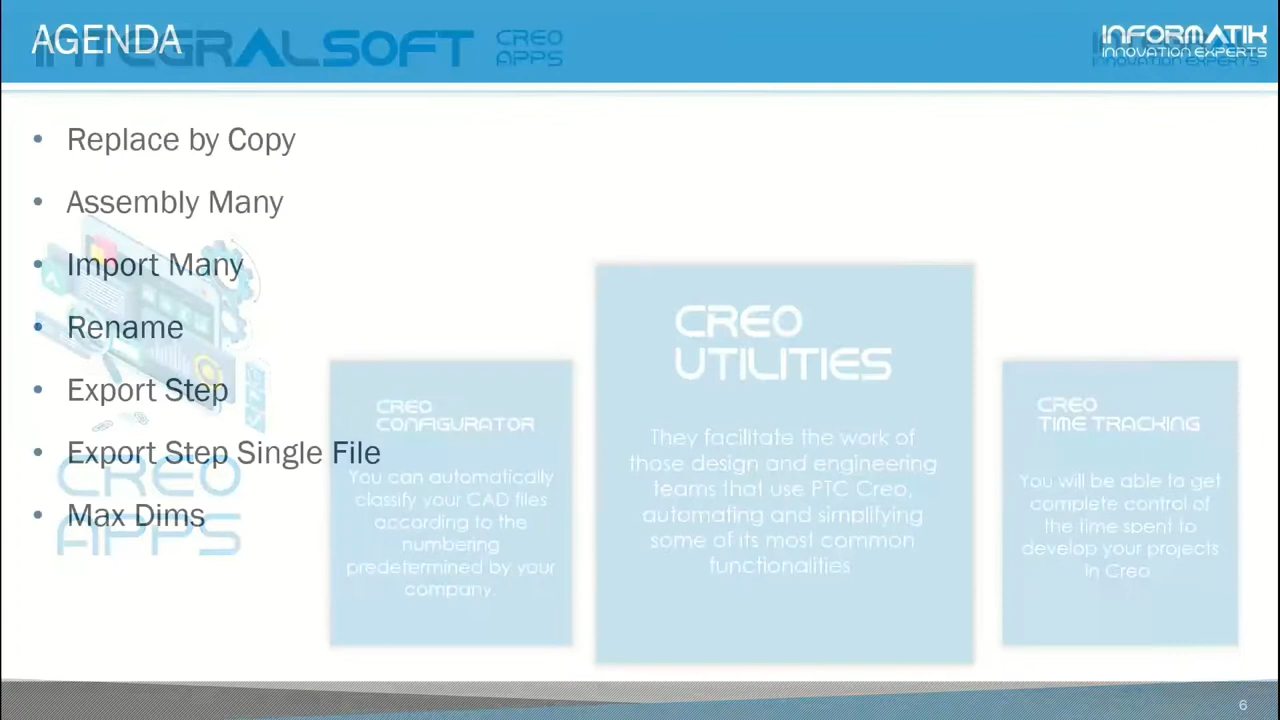 AGENDA
INTEGRALSOFT CREO APPS
INFORMATIK
INNOVATION EXPERTS
• Replace by Copy
• Assembly Many
• Import Many
• Rename
• Export Step
• Export Step Single File
• Max Dims
CREO
APPS
CREO
CONFIGURATOR
You can automatically
classify your CAD files
according to the
numbering
predetermined by your
company.
CREO
UTILITIES
They facilitate the work of
those design and engineering
teams that use PTC Creo,
automating and simplifying
some of its most common
functionalities
CREO
TIME TRACKING
You will be able to get
complete control of
the time spent to
develop your projects
in Creo
6